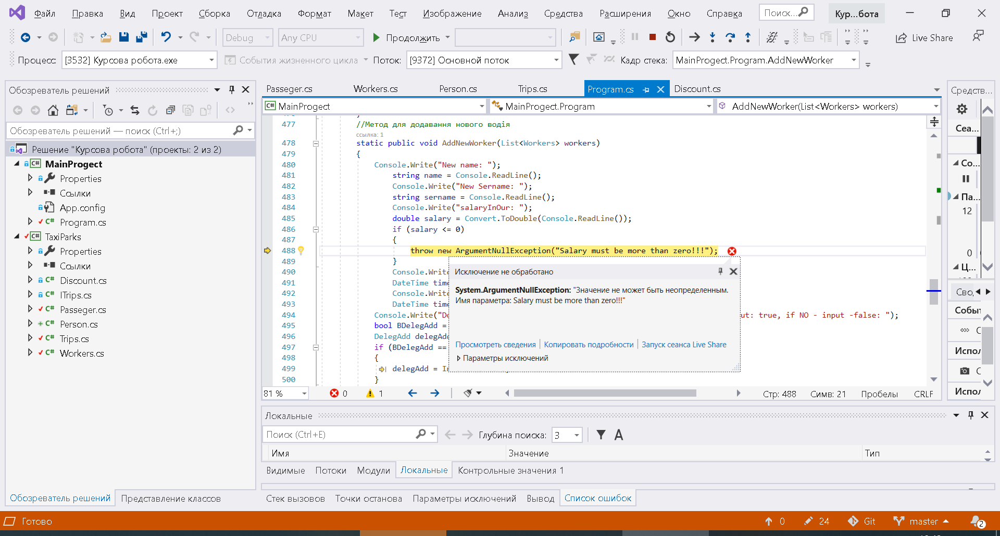 Файл Правка Вид Проект Сборка Отладка Формат Макет Тест Изображение Анализ Средства Расширения Окно Справка Поиск... Кур...бота
Debug Any CPU Продолжить Live Share
Процесс: [3532] Курсова робота.exe События жизненного цикла Поток: [9372] Основной поток Кадр стека: MainProgect.Program.AddNewWorker
Обозреватель решений
Обозреватель решений — поиск (Ctrl+;)
Решение "Курсова робота" (проекты: 2 из 2)
C# MainProgect
Properties
Ссылки
App.config
C# Program.cs
C# TaxiParks
Properties
Ссылки
C# Discount.cs
C# ITrips.cs
C# Passeger.cs
C# Person.cs
C# Trips.cs
C# Workers.cs
Обозреватель решений Представление классов
Passeger.cs Workers.cs Person.cs Trips.cs Program.cs Discount.cs
C# MainProgect MainProgect.Program AddNewWorker(List<Workers> workers)
477 //Метод для додавання нового водія
ссылка: 1
478 static public void AddNewWorker(List<Workers> workers)
479 {
480 Console.Write("New name: ");
481 string name = Console.ReadLine();
482 Console.Write("New Sername: ");
483 string sername = Console.ReadLine();
484 Console.Write("salaryInOur: ");
485 double salary = Convert.ToDouble(Console.ReadLine());
486 if (salary <= 0)
487 {
488 throw new ArgumentNullException("Salary must be more than zero!!!");
489 }
490 Console.Write
491 DateTime time
492 Console.Write
493 DateTime time
494 Console.Write("Do ut: true, if NO - input -false: ");
495 bool BDelegAdd =
496 DelegAdd delegAdd
497 if (BDelegAdd ==
498 {
499 delegAdd = In
500 }
Исключение не обработано
System.ArgumentNullException: "Значение не может быть неопределенным.
Имя параметра: Salary must be more than zero!!!"
Просмотреть сведения Копировать подробности Запуск сеанса Live Share
Параметры исключений
81 % 0 1 Стр: 488 Симв: 21 Пробелы CRLF
Локальные
Поиск (Ctrl+E) Глубина поиска: 3 A
Имя Значение Тип
Видимые Потоки Модули Локальные Контрольные значения 1
Стек вызовов Точки останова Параметры исключений Вывод Список ошибок
Средств...
Сеа...
Со...
Па...
12
0
Ц...
Сво
Событ
Испол
Испол
Готово 0 24 Git master 2